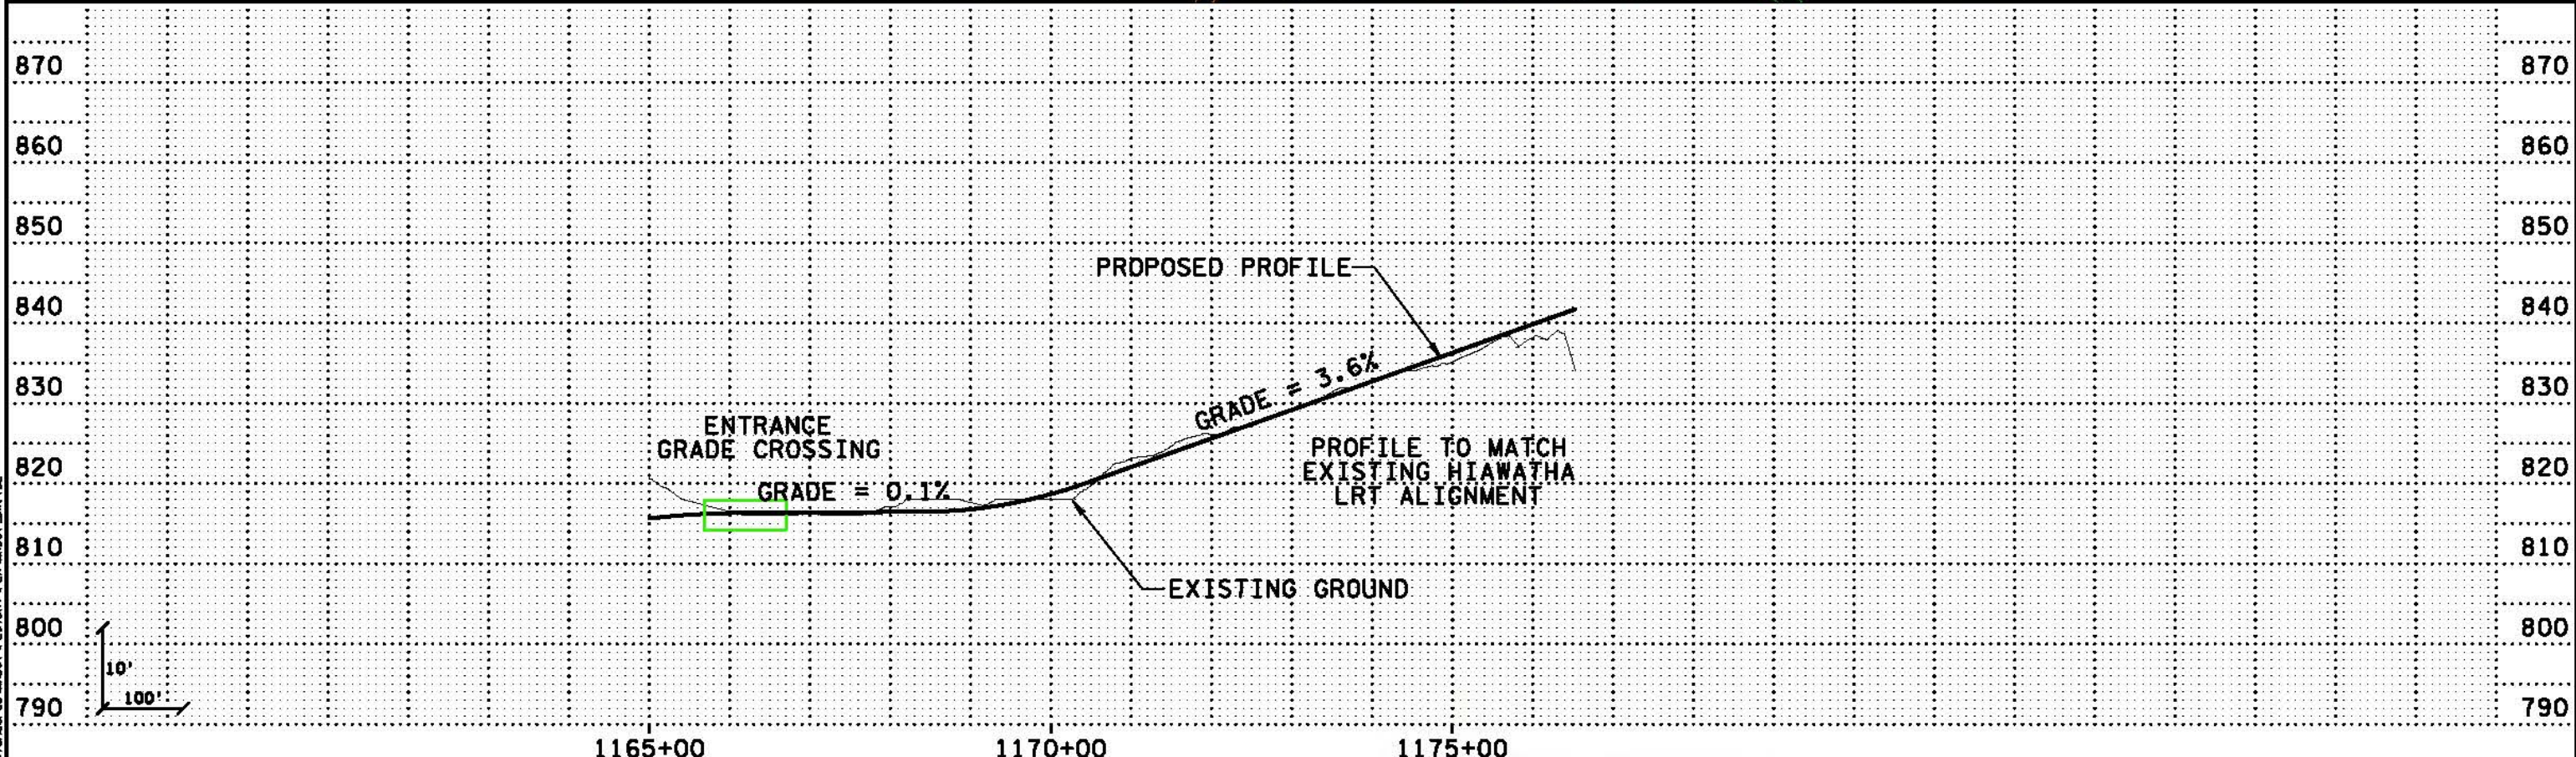 870 870
860 860
850 850
PROPOSED PROFILE
840 840
GRADE = 3.6%
830 830
ENTRANCE
GRADE CROSSING
PROFILE TO MATCH
EXISTING HIAWATHA
LRT ALIGNMENT
820 820
GRADE = 0.1%
810 810
EXISTING GROUND
800 800
10'
100'
790 790
1165+00 1170+00 1175+00